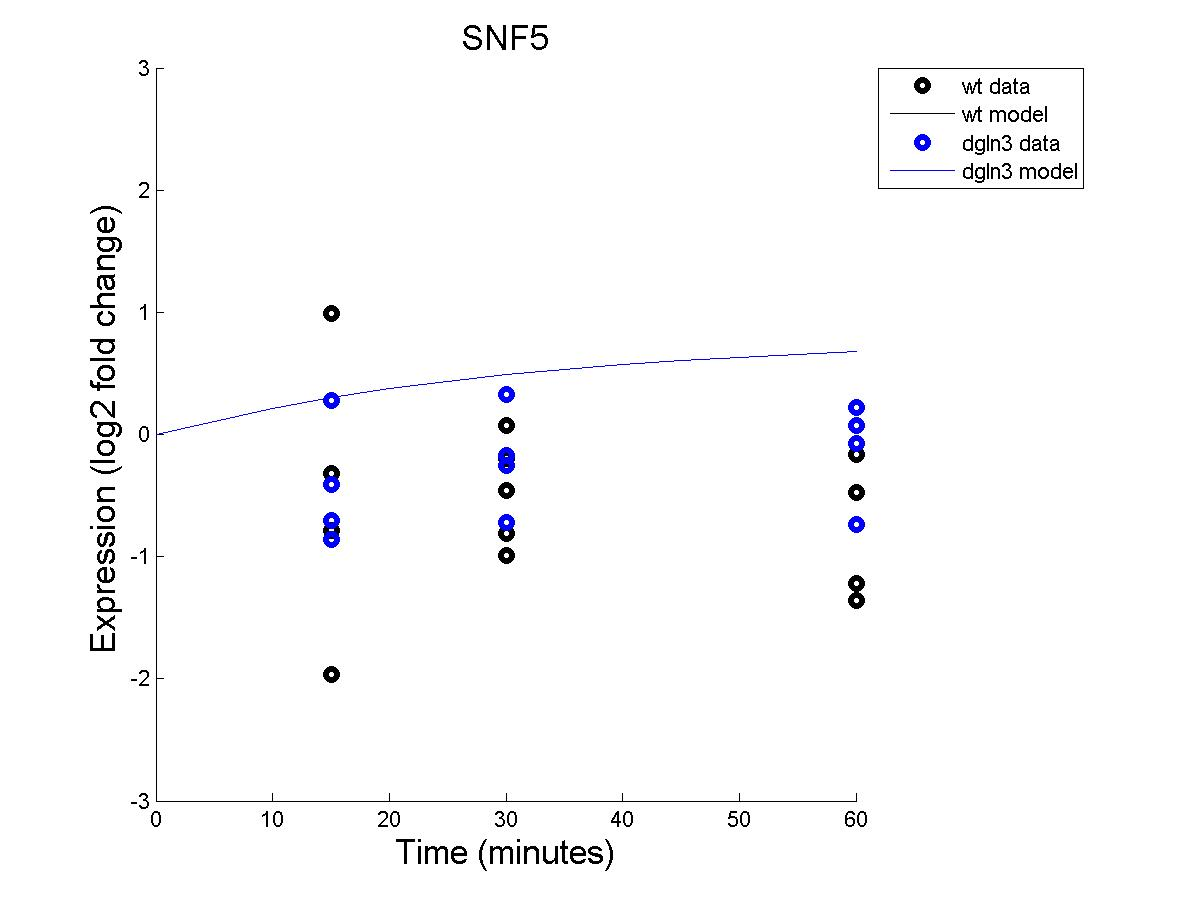 SNF5
3
2
1
0
-1
-2
-3
Expression (log2 fold change)
0 10 20 30 40 50 60
Time (minutes)
wt data
wt model
dgln3 data
dgln3 model